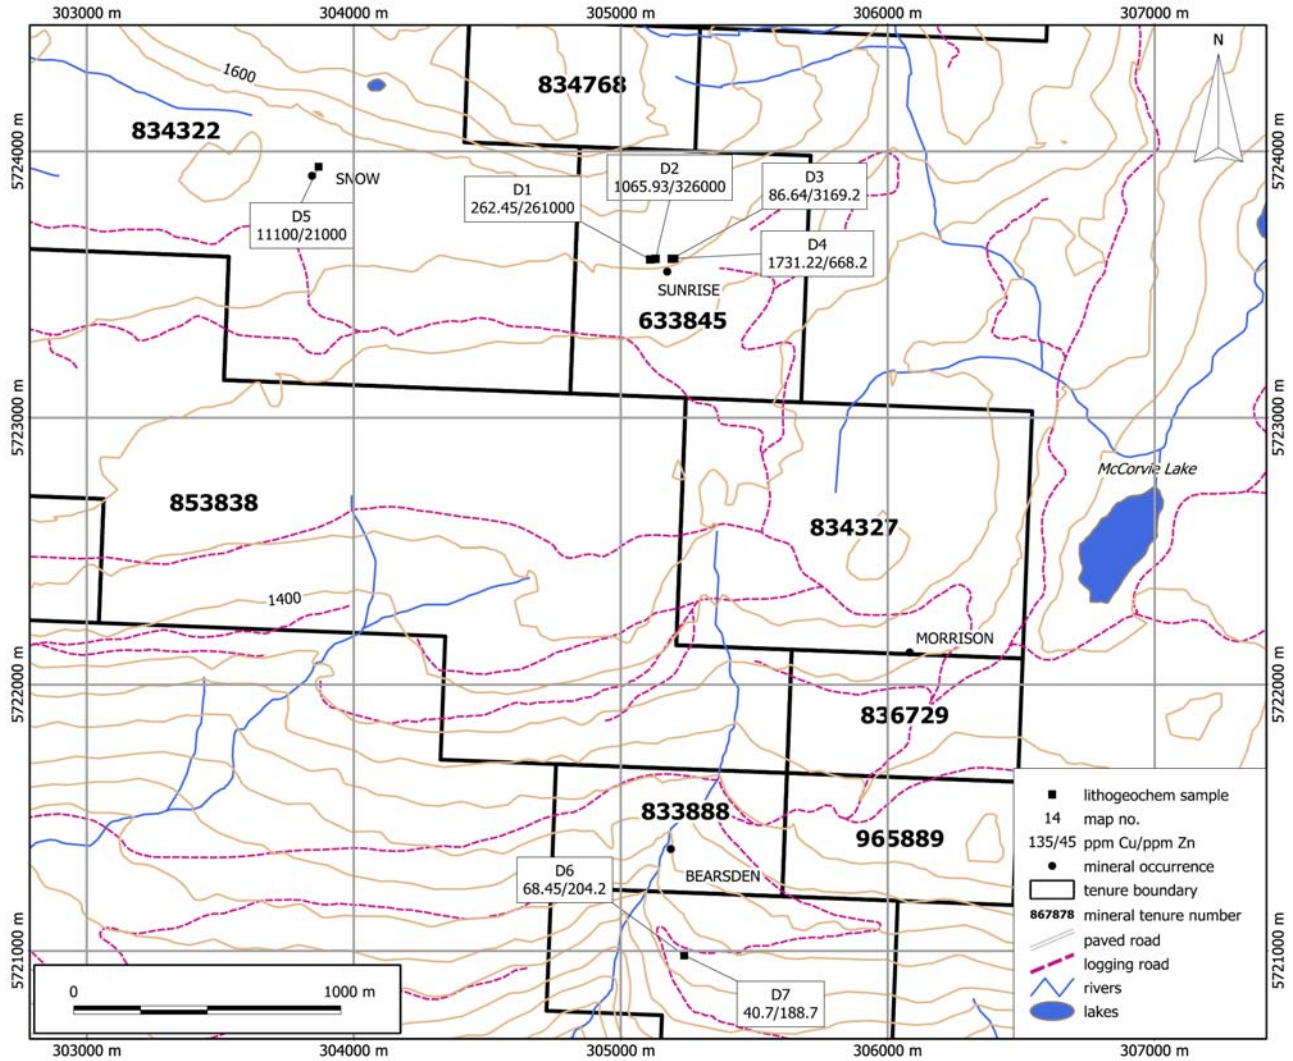 303000 m
304000 m
305000 m
306000 m
307000 m
N
1600
834768
834322
5724000 m
5724000 m
SNOW
D5
11100/21000
D1
262.45/261000
D2
1065.93/326000
D3
86.64/3169.2
D4
1731.22/668.2
SUNRISE
633845
5723000 m
5723000 m
McCorvie Lake
853838
834327
1400
MORRISON
5722000 m
5722000 m
836729
833888
965889
BEARSDEN
D6
68.45/204.2
D7
40.7/188.7
5721000 m
5721000 m
lithogeochem sample
14 map no.
135/45 ppm Cu/ppm Zn
mineral occurrence
tenure boundary
867878 mineral tenure number
paved road
logging road
rivers
lakes
0 1000 m
303000 m
304000 m
305000 m
306000 m
307000 m